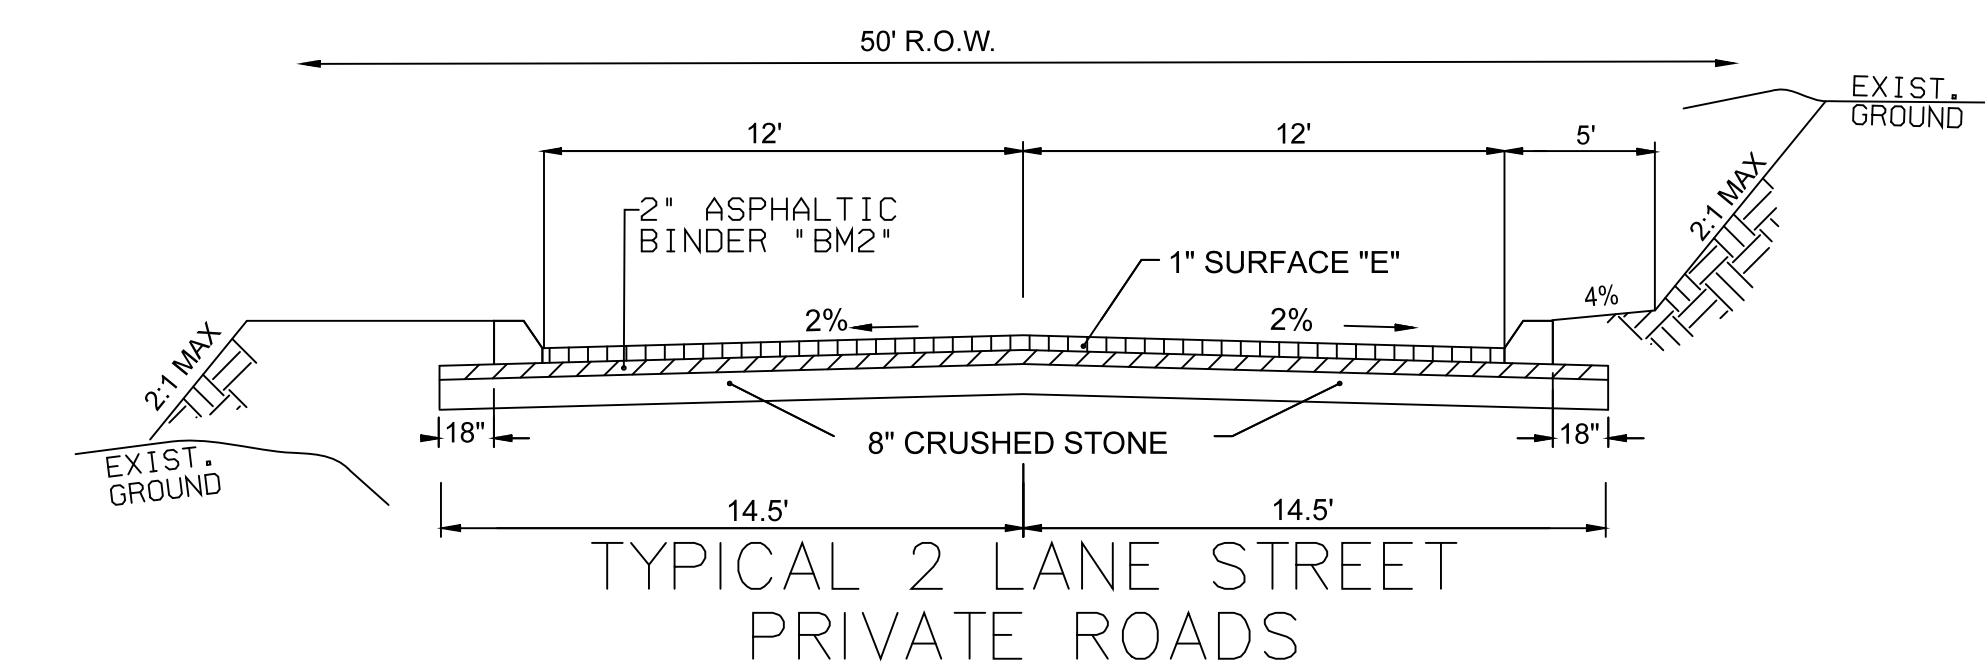 50' R.O.W.
EXIST.
GROUND
12'
12'
5'
2:1 MAX
2" ASPHALTIC
BINDER "BM2"
1" SURFACE "E"
4%
2%
2%
2:1 MAX
18"
8" CRUSHED STONE
18"
EXIST.
GROUND
14.5'
14.5'
TYPICAL 2 LANE STREET
PRIVATE ROADS